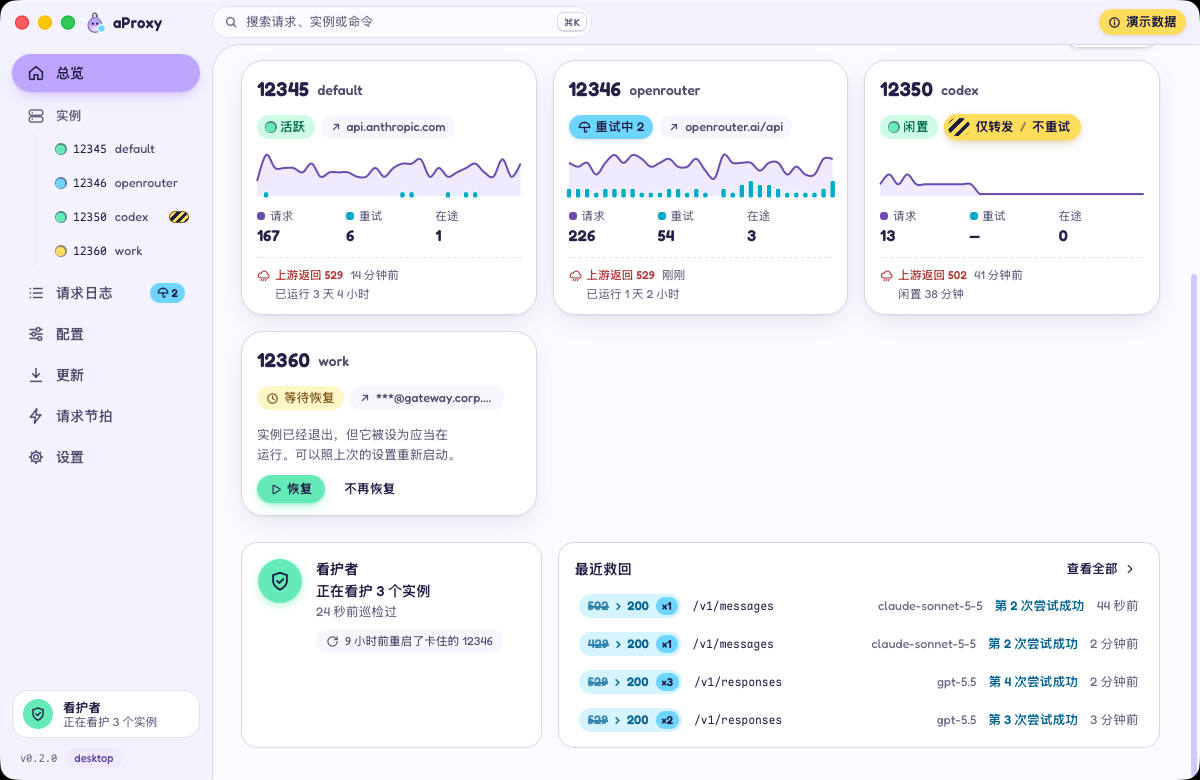 aProxy
搜索请求、实例或命令
⌘K
演示数据
总览
实例
12345 default
12346 openrouter
12350 codex
12360 work
请求日志
2
配置
更新
请求节拍
设置
看护者
正在看护 3 个实例
v0.2.0 desktop
12345 default
活跃 api.anthropic.com
请求 重试 在途
167 6 1
上游返回 529 14 分钟前
已运行 3 天 4 小时
12346 openrouter
重试中 2 openrouter.ai/api
请求 重试 在途
226 54 3
上游返回 529 刚刚
已运行 1 天 2 小时
12350 codex
闲置 仅转发 / 不重试
请求 重试 在途
13 — 0
上游返回 502 41 分钟前
闲置 38 分钟
12360 work
等待恢复 ***@gateway.corp....
实例已经退出，但它被设为应当在
运行。可以照上次的设置重新启动。
恢复 不再恢复
看护者
正在看护 3 个实例
24 秒前巡检过
9 小时前重启了卡住的 12346
最近救回 查看全部
502 > 200 ×1 /v1/messages claude-sonnet-5-5 第 2 次尝试成功 44 秒前
429 > 200 ×1 /v1/messages claude-sonnet-5-5 第 2 次尝试成功 2 分钟前
529 > 200 ×3 /v1/responses gpt-5.5 第 4 次尝试成功 2 分钟前
529 > 200 ×2 /v1/responses gpt-5.5 第 3 次尝试成功 3 分钟前